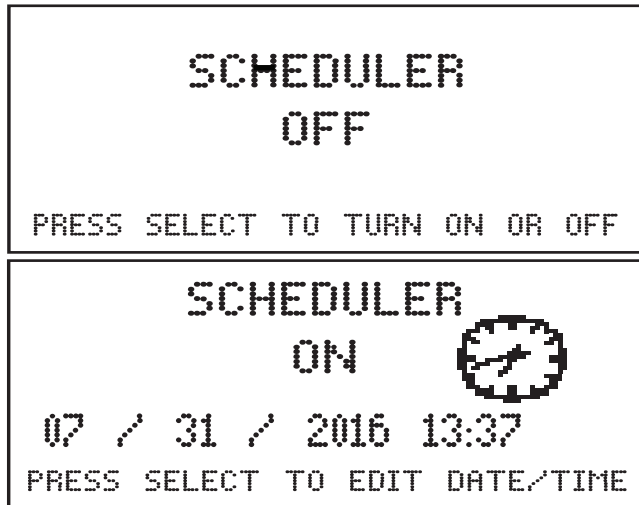 SCHEDULER
OFF
PRESS SELECT TO TURN ON OR OFF
SCHEDULER
ON
07 / 31 / 2016 13:37
PRESS SELECT TO EDIT DATE/TIME